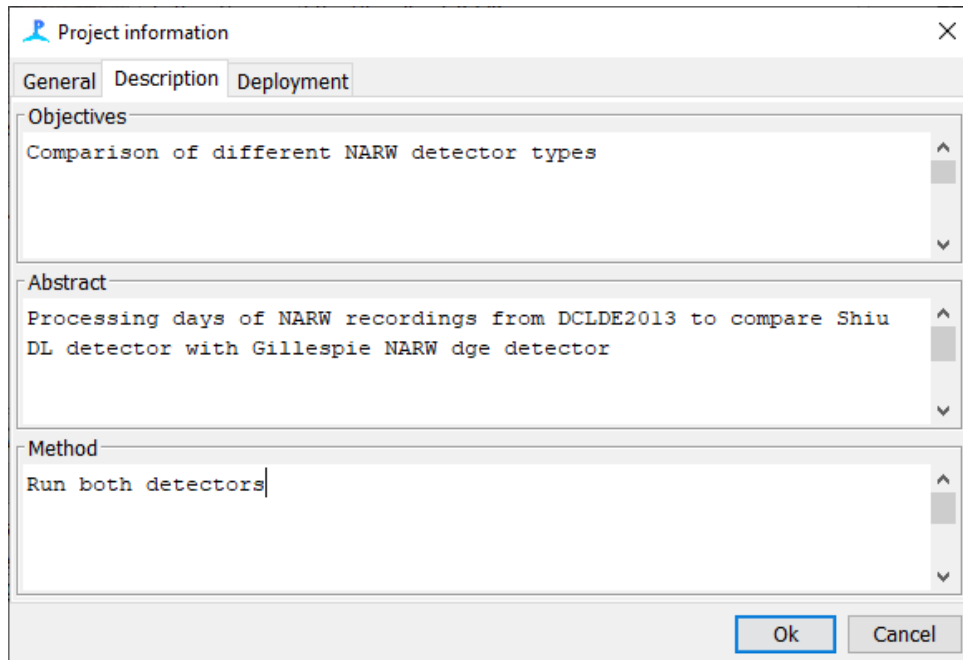 Project information
General Description Deployment
Objectives
Comparison of different NARW detector types
Abstract
Processing days of NARW recordings from DCLDE2013 to compare Shiu
DL detector with Gillespie NARW dge detector
Method
Run both detectors
Ok Cancel